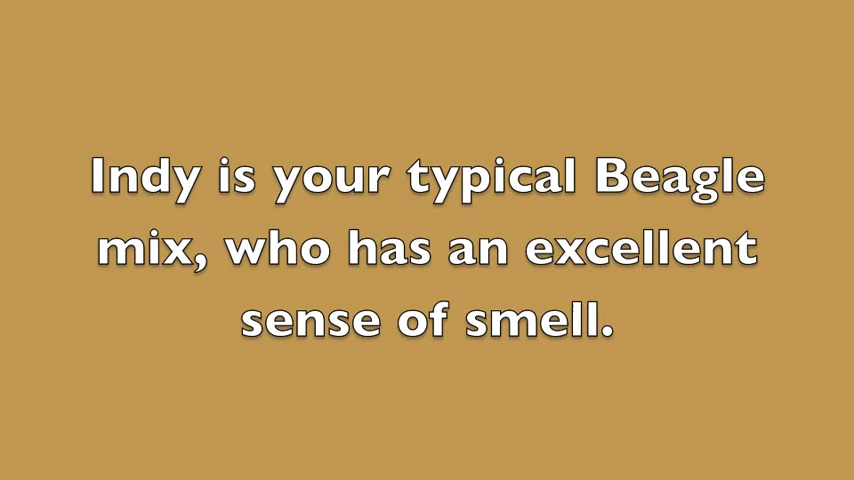 Indy is your typical Beagle
mix, who has an excellent
sense of smell.